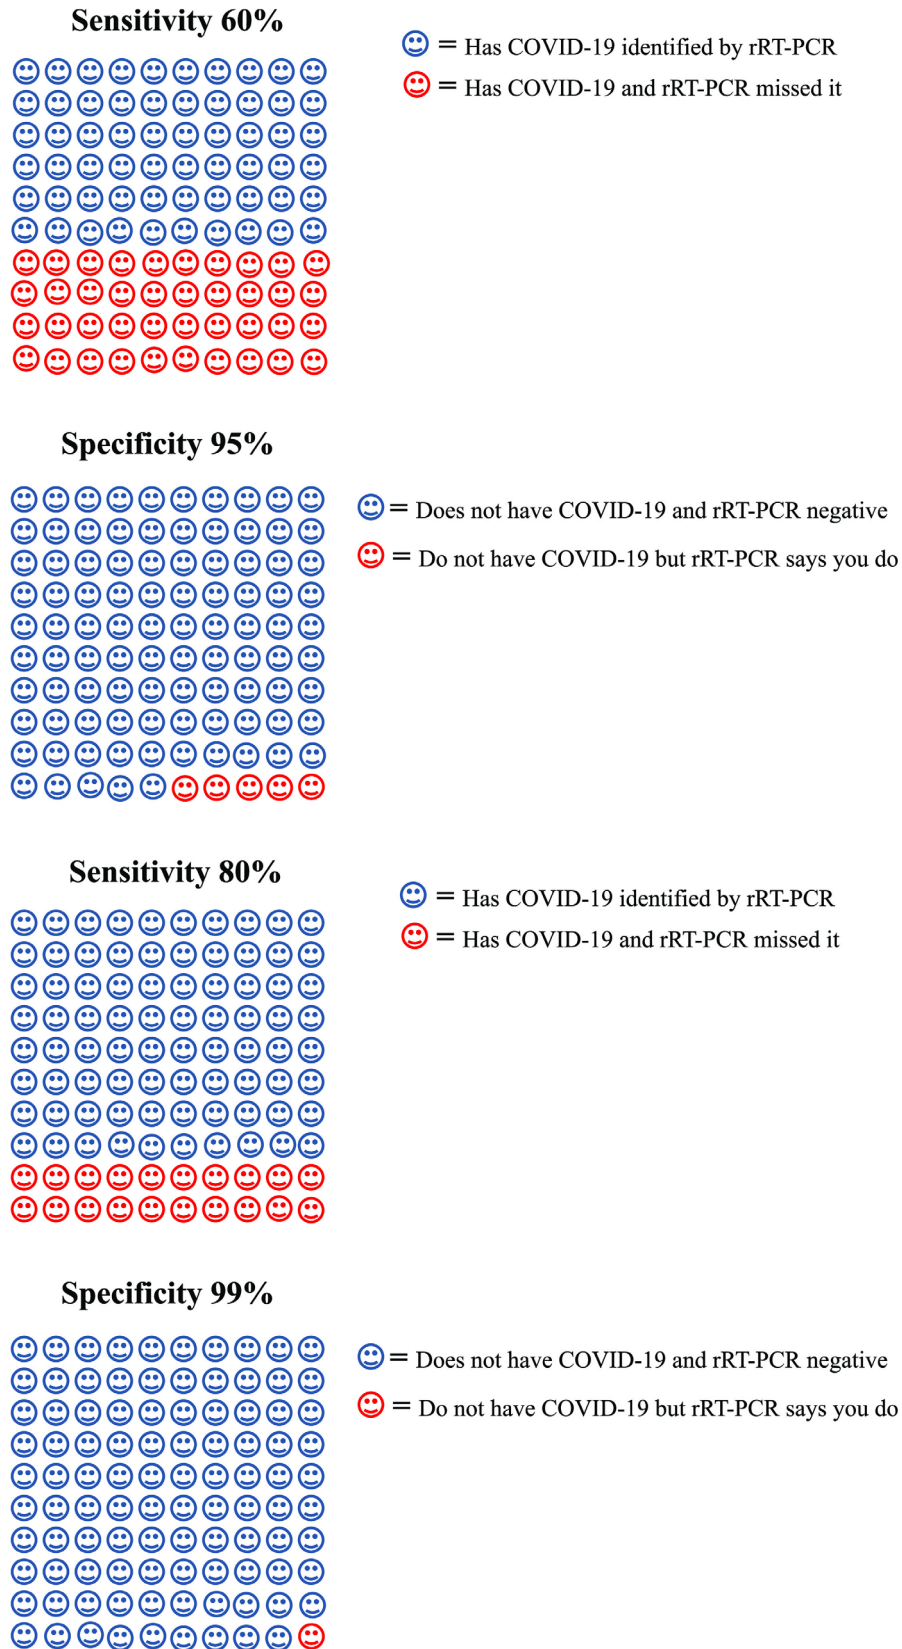 Sensitivity 60%
= Has COVID-19 identified by rRT-PCR
= Has COVID-19 and rRT-PCR missed it
Specificity 95%
= Does not have COVID-19 and rRT-PCR negative
= Do not have COVID-19 but rRT-PCR says you do
Sensitivity 80%
= Has COVID-19 identified by rRT-PCR
= Has COVID-19 and rRT-PCR missed it
Specificity 99%
= Does not have COVID-19 and rRT-PCR negative
= Do not have COVID-19 but rRT-PCR says you do